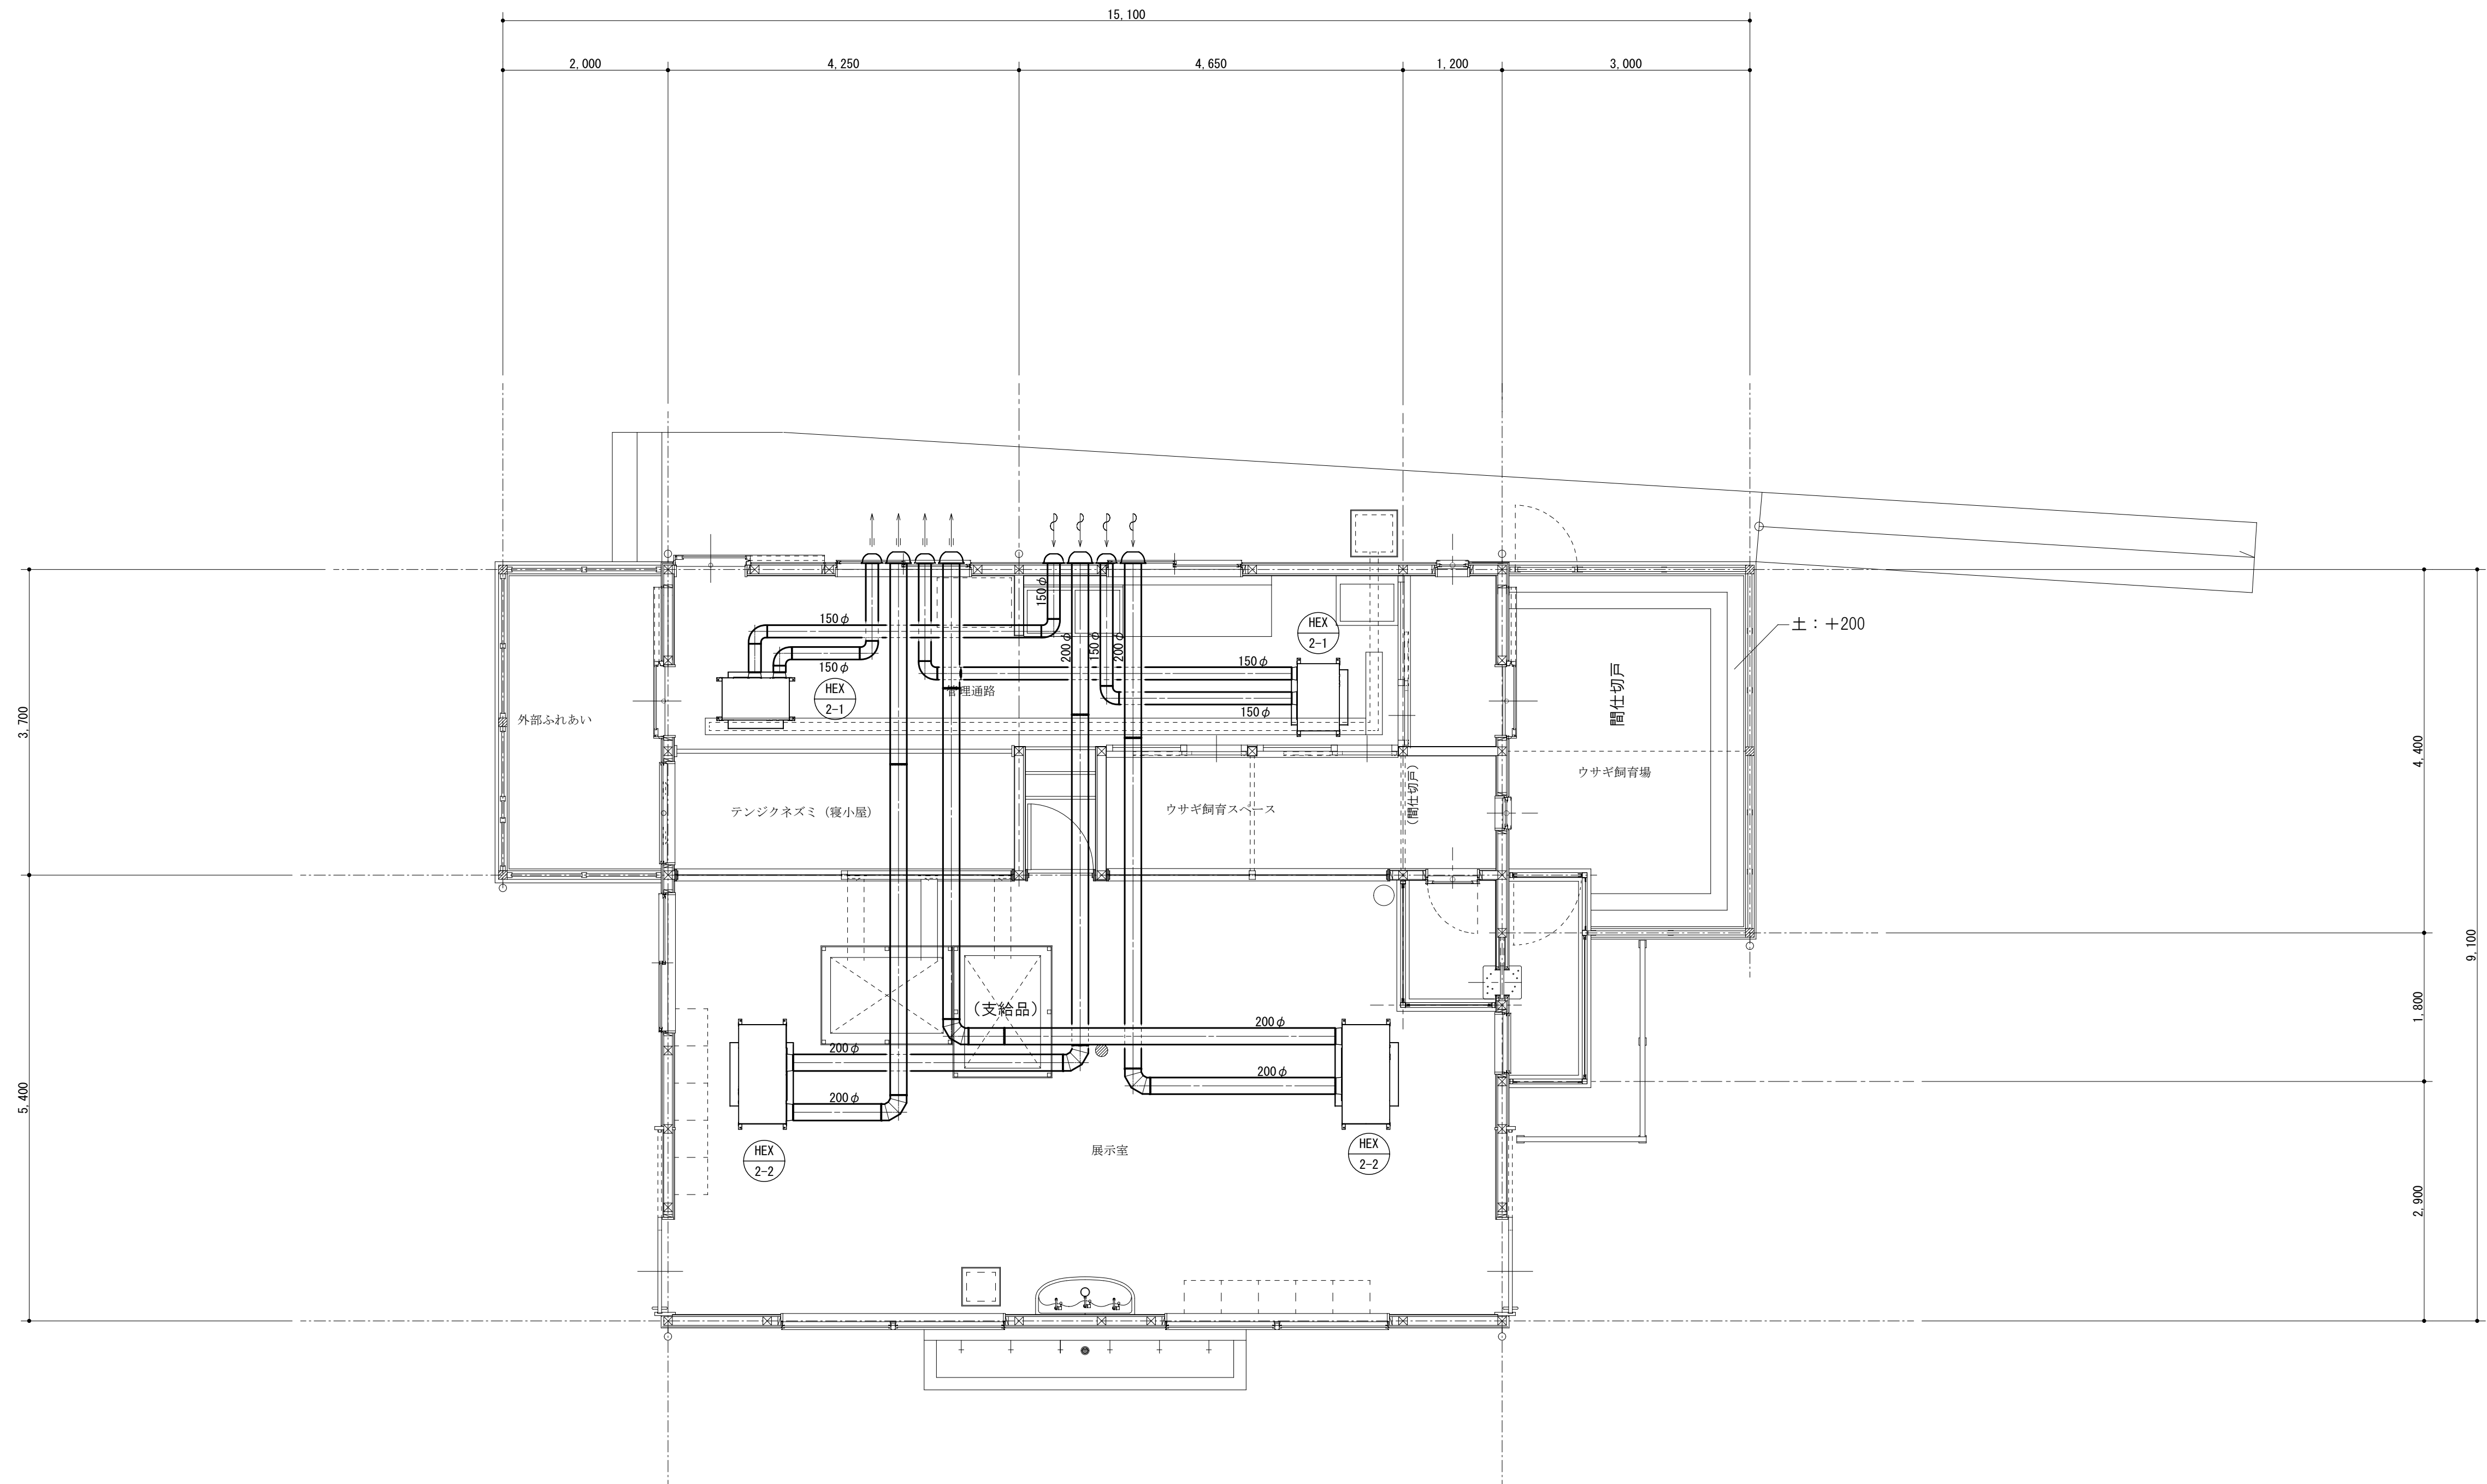 15,100
2,000
4,250
4,650
1,200
3,000
150φ
150φ
HEX
2-1
土：＋200
150φ
200φ
150φ
200φ
150φ
150φ
HEX
2-1
管理通路
150φ
外部ふれあい
間仕切戸
3,700
4,400
ウサギ飼育場
テンジクネズミ（寝小屋）
ウサギ飼育スペース
（間仕切戸）
9,100
（支給品）
1,800
200φ
200φ
200φ
200φ
5,400
HEX
2-2
展示室
HEX
2-2
2,900